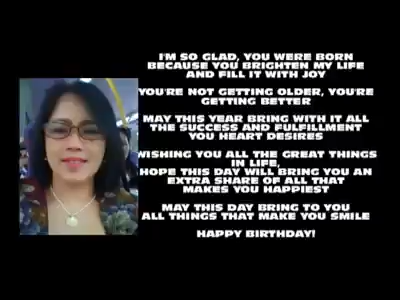 I'M SO GLAD, YOU WERE BORN
BECAUSE YOU BRIGHTEN MY LIFE
AND FILL IT WITH JOY
YOU'RE NOT GETTING OLDER, YOU'RE
GETTING BETTER
MAY THIS YEAR BRING WITH IT ALL
THE SUCCESS AND FULFILLMENT
YOU HEART DESIRES
WISHING YOU ALL THE GREAT THINGS
IN LIFE,
HOPE THIS DAY WILL BRING YOU AN
EXTRA SHARE OF ALL THAT
MAKES YOU HAPPIEST
MAY THIS DAY BRING TO YOU
ALL THINGS THAT MAKE YOU SMILE
HAPPY BIRTHDAY!